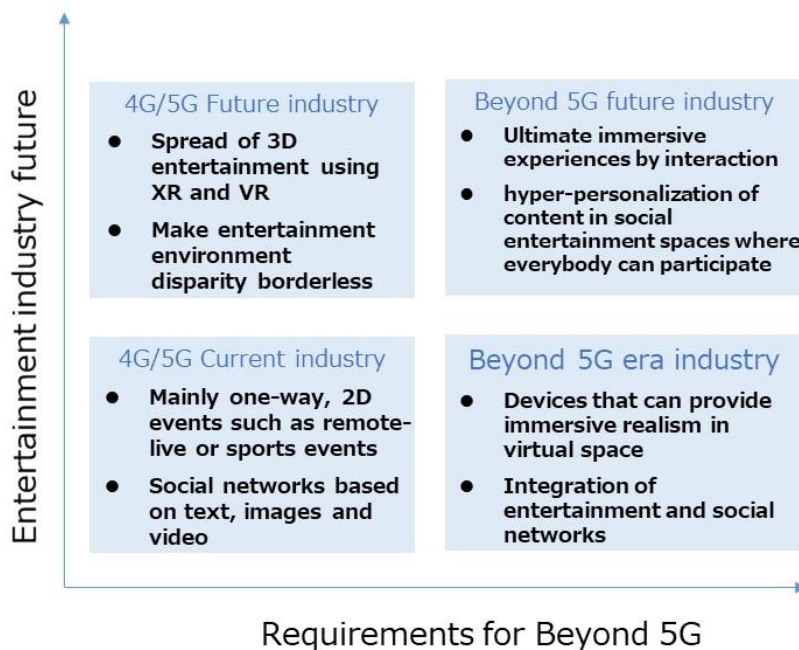 Entertainment industry future
4G/5G Future industry
● Spread of 3D
entertainment using
XR and VR
● Make entertainment
environment
disparity borderless
Beyond 5G future industry
● Ultimate immersive
experiences by interaction
● hyper-personalization of
content in social
entertainment spaces where
everybody can participate
4G/5G Current industry
● Mainly one-way, 2D
events such as remote-
live or sports events
● Social networks based
on text, images and
video
Beyond 5G era industry
● Devices that can provide
immersive realism in
virtual space
● Integration of
entertainment and social
networks
Requirements for Beyond 5G